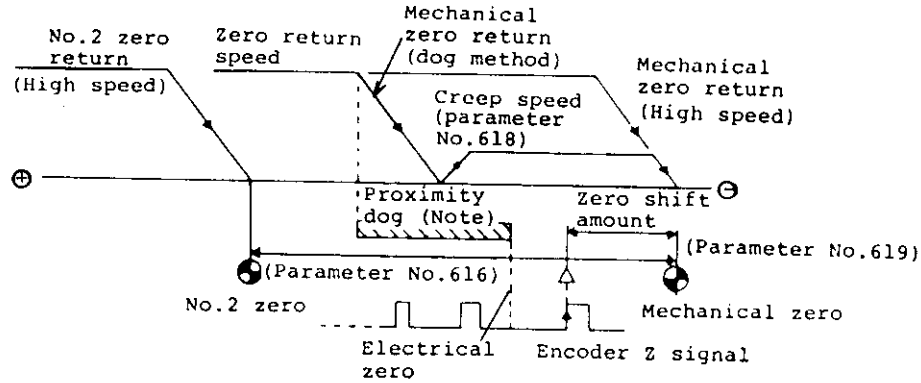 No.2 zero
return
(High speed)
Zero return
speed
Mechanical
zero return
(dog method)
Creep speed
(parameter
No.618)
Mechanical
zero return
(High speed)
⊕
⊖
Proximity
dog (Note)
Zero shift
amount
(Parameter No.619)
(Parameter No.616)
No.2 zero
Mechanical zero
Electrical
zero
Encoder Z signal